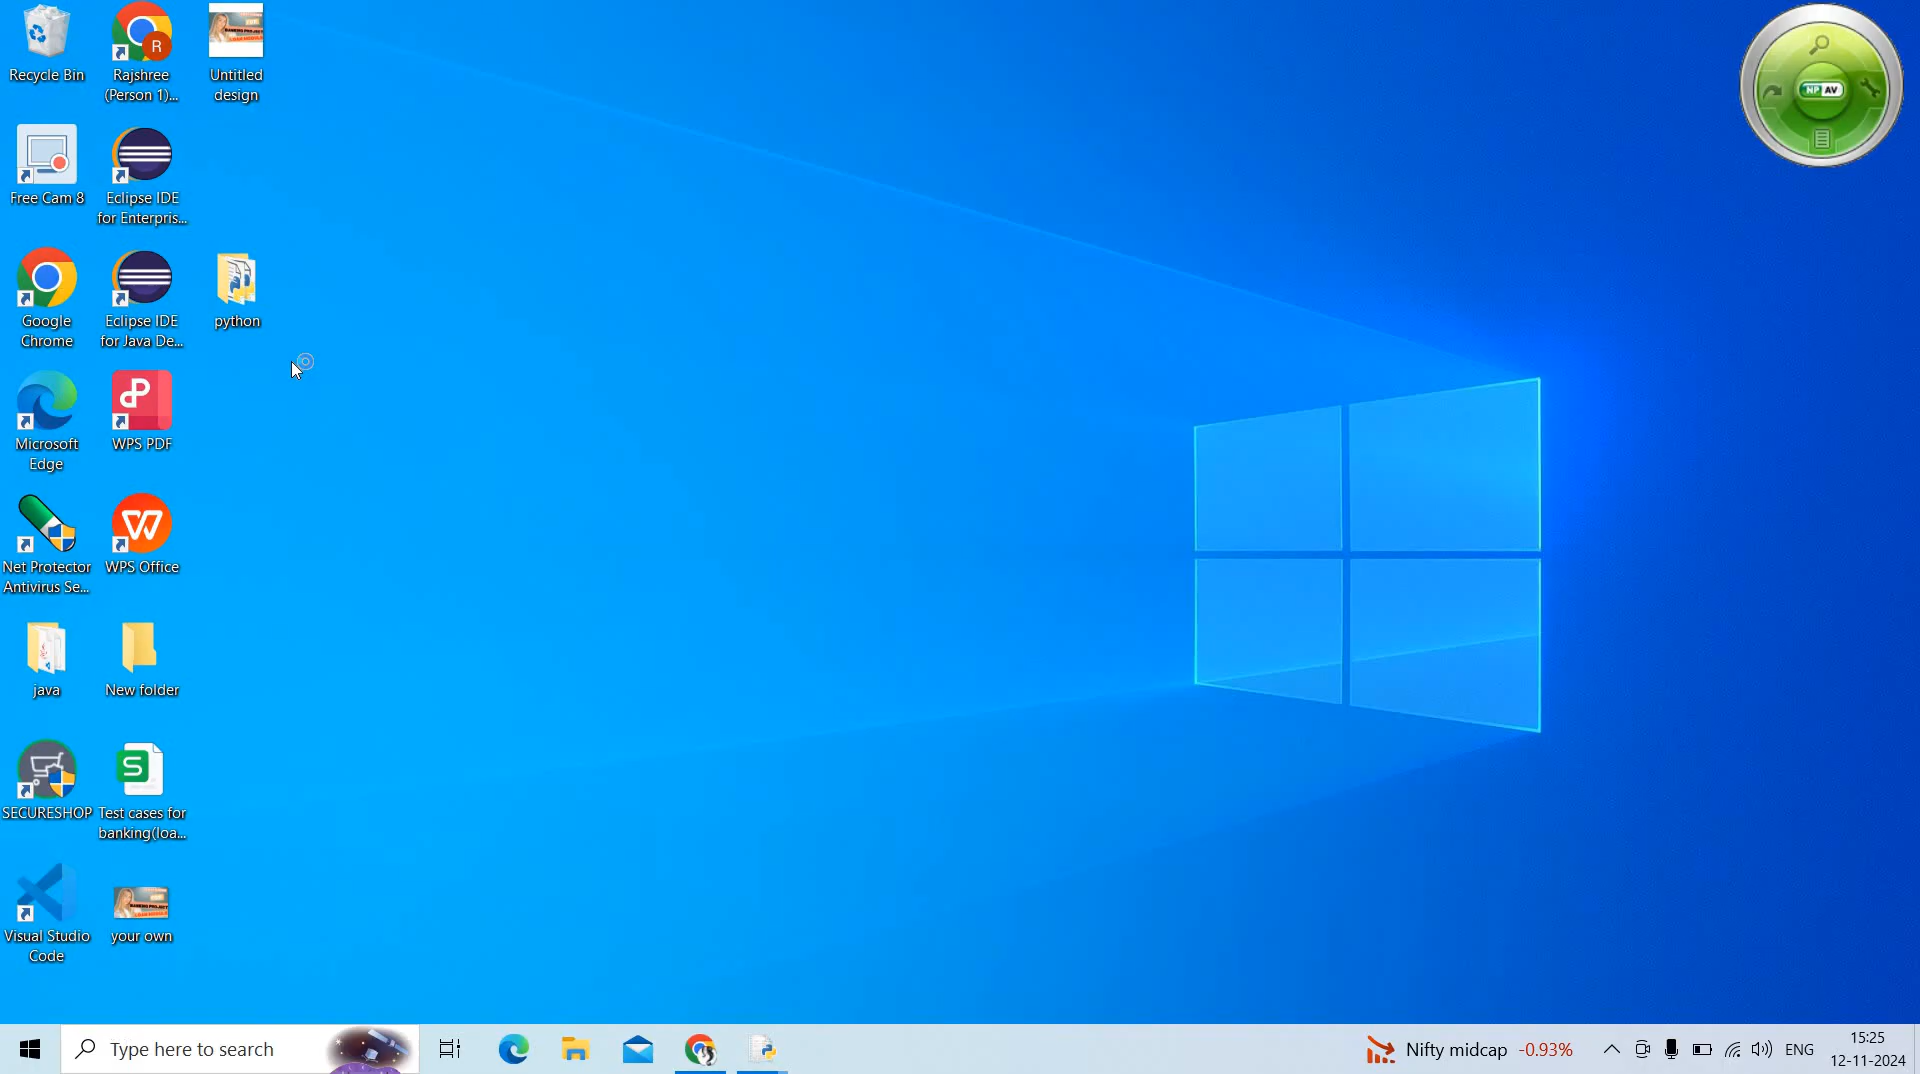 Recycle Bin
Rajshree
(Person 1)...
R
Untitled
design
Free Cam 8
Eclipse IDE
for Enterpris...
Google
Chrome
Eclipse IDE
for Java De...
python
Microsoft
Edge
WPS PDF
Net Protector
Antivirus Se...
WPS Office
java
New folder
SECURESHOP
S
Test cases for
banking(loa...
Visual Studio
Code
your own
NP AV
Type here to search
Nifty midcap -0.93%
ENG
15:25
12-11-2024